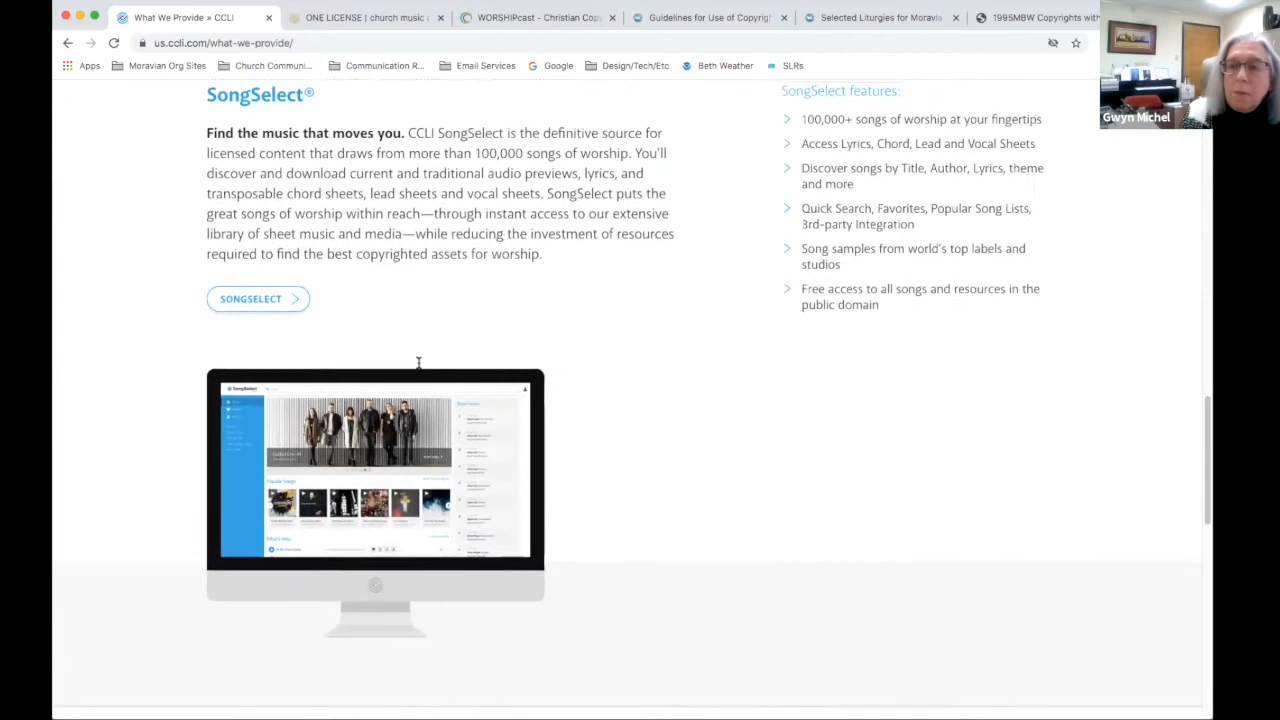 What We Provide » CCLI
ONE LICENSE | church music
WORSHIPcast - Christian Copy
Guidelines for Use of Copyrigh
Selected Liturgies for Moravia
1995MBW Copyrights with
us.ccli.com/what-we-provide/
Apps
Moravian Org Sites
Church Communi...
Communication R...
Email Services
Google
Design/Tech/Etc
Beth Weather
SLRs
Gwyn Michel
SongSelect®
Find the music that moves you. CCLI SongSelect is the definitive source for
licensed content that draws from more than 100,000 songs of worship. You'll
discover and download current and traditional audio previews, lyrics, and
transposable chord sheets, lead sheets and vocal sheets. SongSelect puts the
great songs of worship within reach—through instant access to our extensive
library of sheet music and media—while reducing the investment of resources
required to find the best copyrighted assets for worship.
SONGSELECT
SongSelect features:
100,000+ songs of worship at your fingertips
Access Lyrics, Chord, Lead and Vocal Sheets
Discover songs by Title, Author, Lyrics, theme
and more
Quick Search, Favorites, Popular Song Lists,
3rd-party Integration
Song samples from world's top labels and
studios
Free access to all songs and resources in the
public domain
SongSelect
Popular Songs
What's New